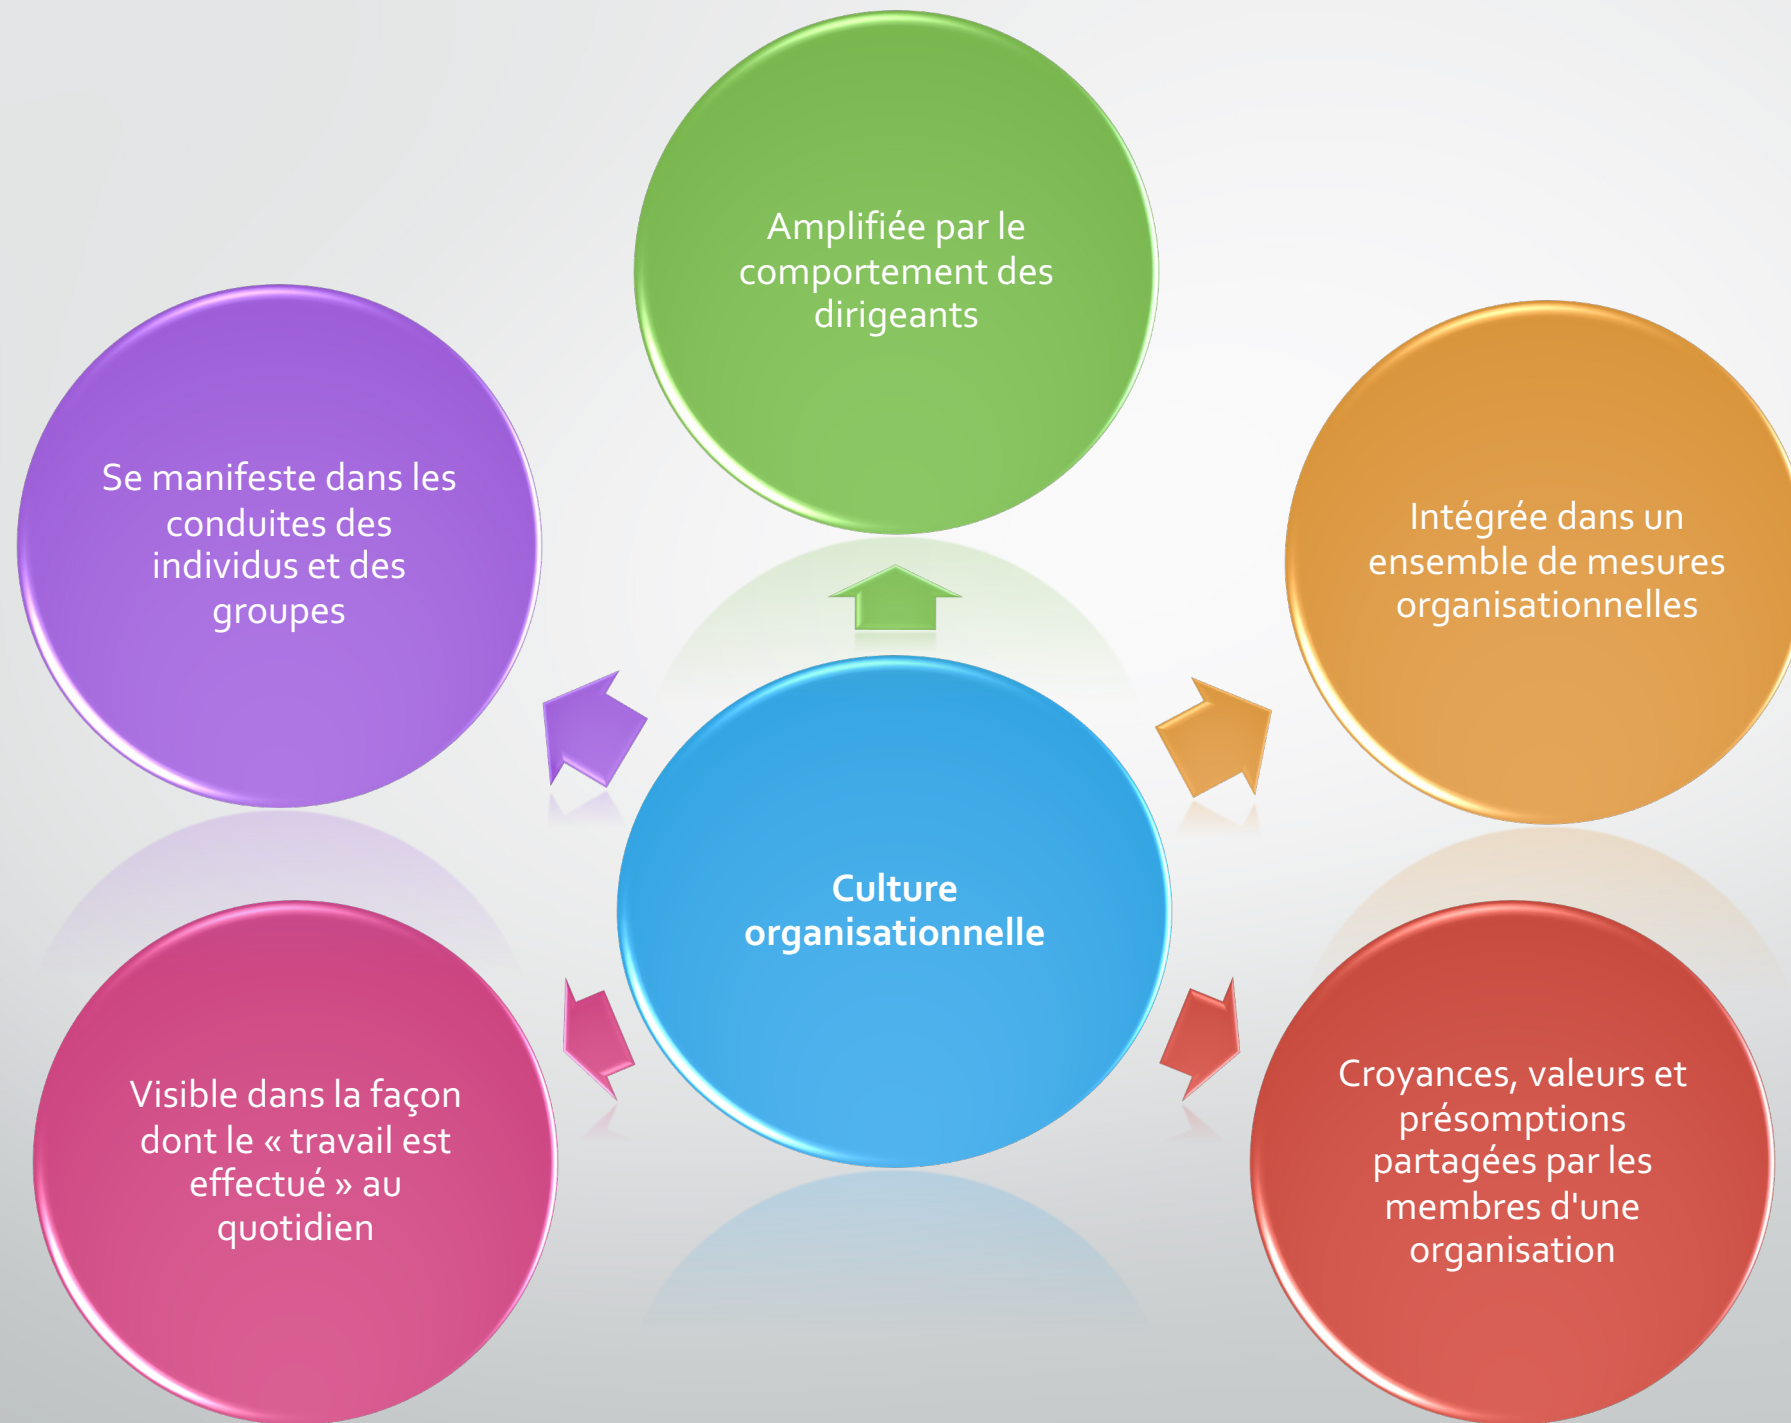 Amplifiée par le
comportement des
dirigeants
Se manifeste dans les
conduites des
individus et des
groupes
Intégrée dans un
ensemble de mesures
organisationnelles
Culture
organisationnelle
Visible dans la façon
dont le « travail est
effectué » au
quotidien
Croyances, valeurs et
présomptions
partagées par les
membres d'une
organisation